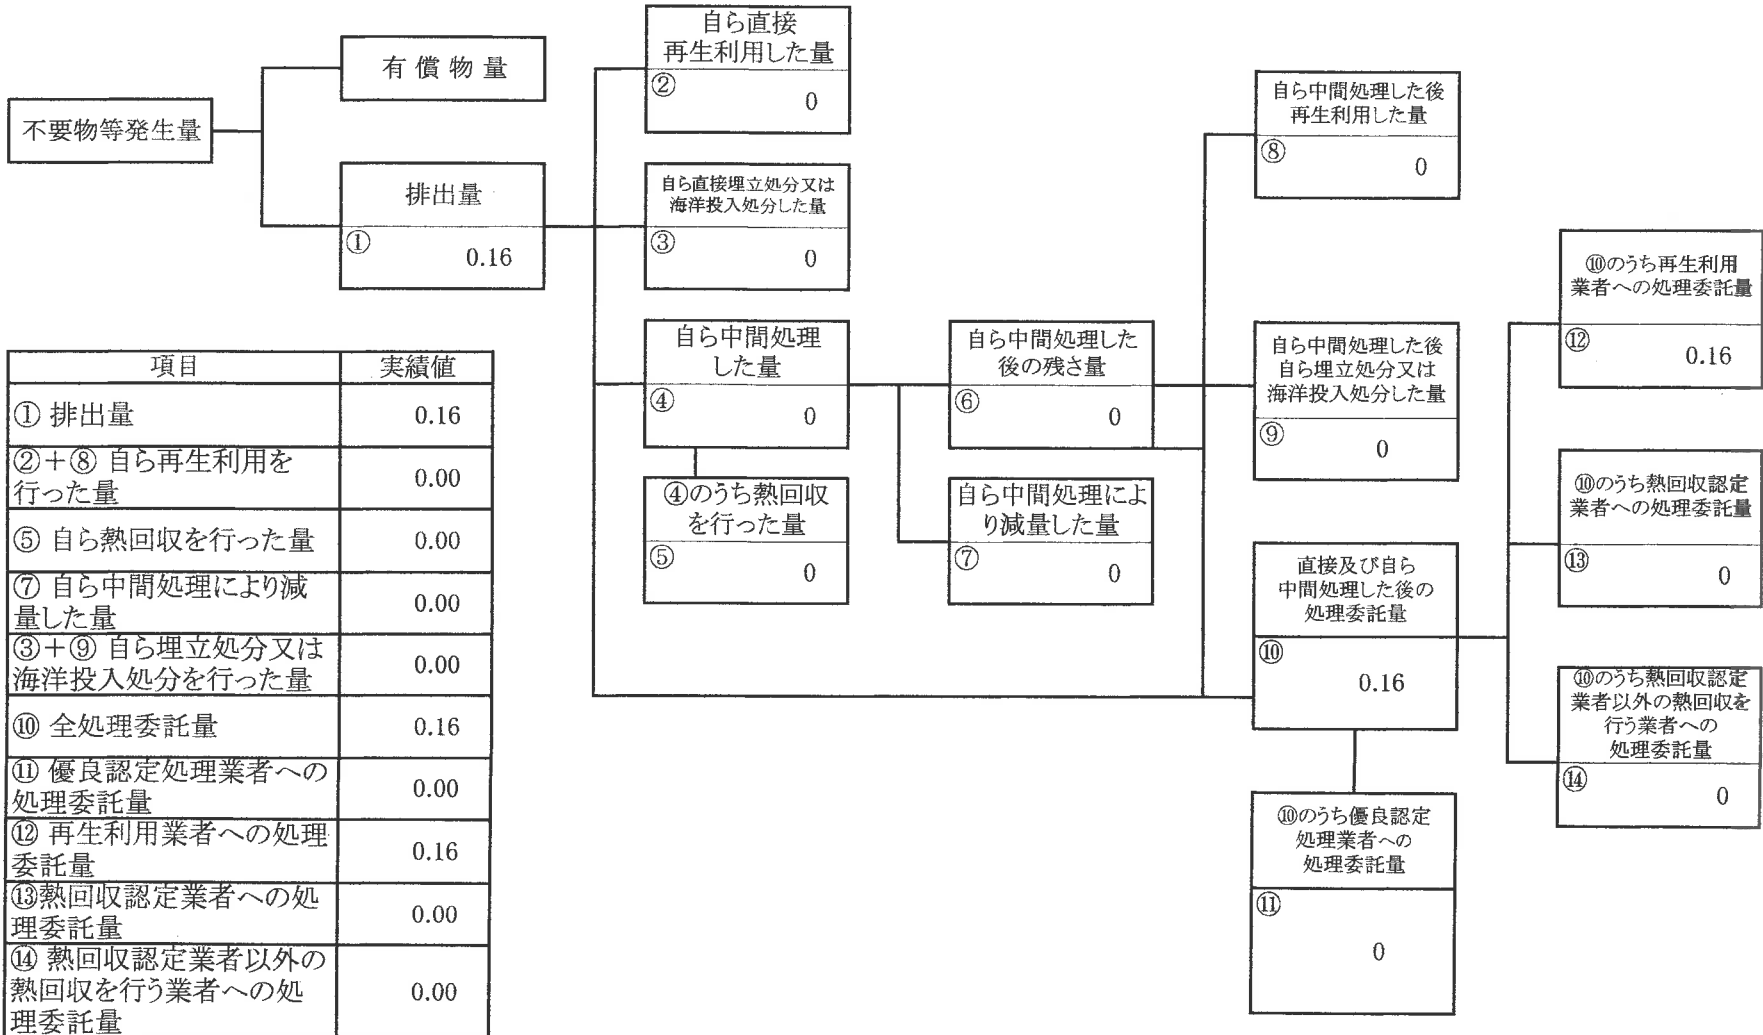 不要物等発生量
有償物量
排出量
①
0.16
自ら直接
再生利用した量
②
0
自ら直接埋立処分又は
海洋投入処分した量
③
0
自ら中間処理
した量
④
0
④のうち熱回収
を行った量
⑤
0
自ら中間処理した
後の残さ量
⑥
0
自ら中間処理によ
り減量した量
⑦
0
自ら中間処理した後
再生利用した量
⑧
0
自ら中間処理した後
自ら埋立処分又は
海洋投入処分した量
⑨
0
直接及び自ら
中間処理した後の
処理委託量
⑩
0.16
⑩のうち優良認定
処理業者への
処理委託量
⑪
0
⑩のうち再生利用
業者への処理委託量
⑫
0.16
⑩のうち熱回収認定
業者への処理委託量
⑬
0
⑩のうち熱回収認定
業者以外の熱回収を
行う業者への
処理委託量
⑭
0
項目 実績値
① 排出量 0.16
②+⑧ 自ら再生利用を
行った量 0.00
⑤ 自ら熱回収を行った量 0.00
⑦ 自ら中間処理により減
量した量 0.00
③+⑨ 自ら埋立処分又は
海洋投入処分を行った量 0.00
⑩ 全処理委託量 0.16
⑪ 優良認定処理業者への
処理委託量 0.00
⑫ 再生利用業者への処理
委託量 0.16
⑬熱回収認定業者への処
理委託量 0.00
⑭ 熱回収認定業者以外の
熱回収を行う業者への処
理委託量 0.00